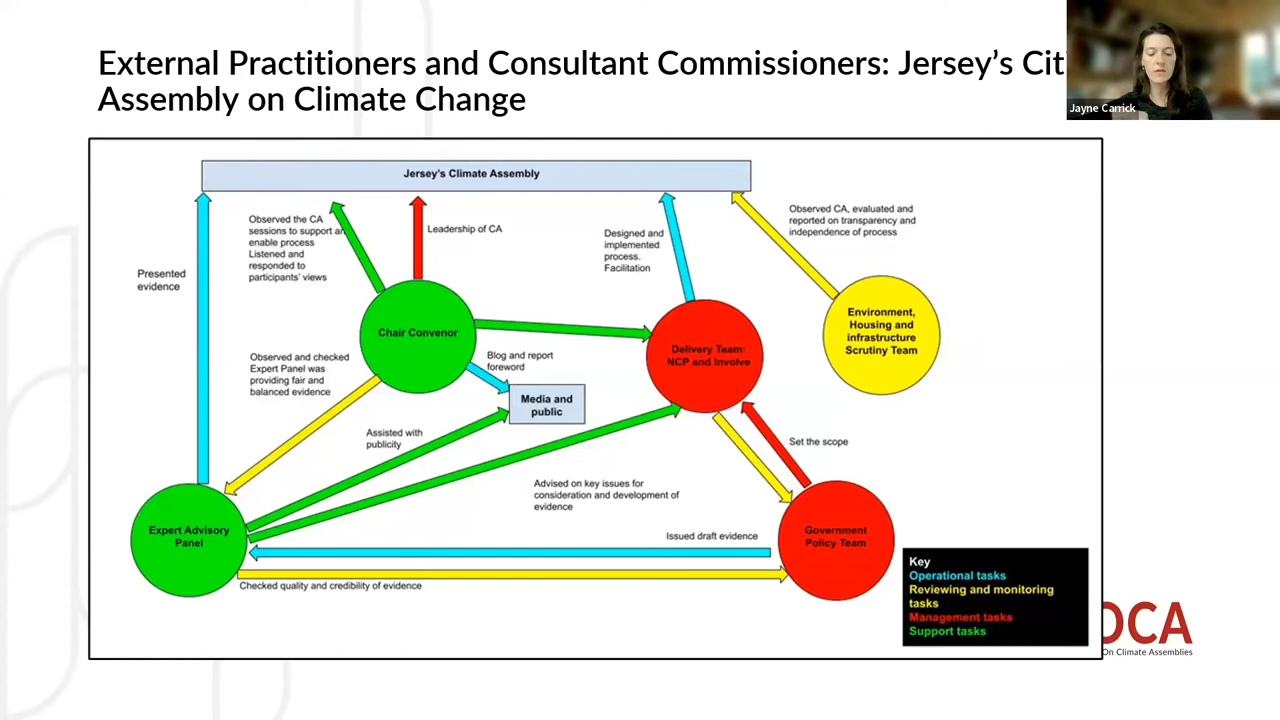 External Practitioners and Consultant Commissioners: Jersey's Cit
Assembly on Climate Change
Jayne Carrick
Jersey's Climate Assembly
Observed the CA
sessions to support an
enable process
Listened and
responded to
participants' views
Leadership of CA
Designed and
implemented
process.
Facilitation
Observed CA, evaluated and
reported on transparency and
independence of process
Presented
evidence
Chair Convenor
Environment,
Housing and
infrastructure
Scrutiny Team
Delivery Team:
NCP and Involve
Observed and checked
Expert Panel was
providing fair and
balanced evidence
Blog and report
foreword
Media and
public
Assisted with
publicity
Set the scope
Advised on key issues for
consideration and development of
evidence
Expert Advisory
Panel
Issued draft evidence
Government
Policy Team
Checked quality and credibility of evidence
Key
Operational tasks
Reviewing and monitoring
tasks
Management tasks
Support tasks
OCA
On Climate Assemblies